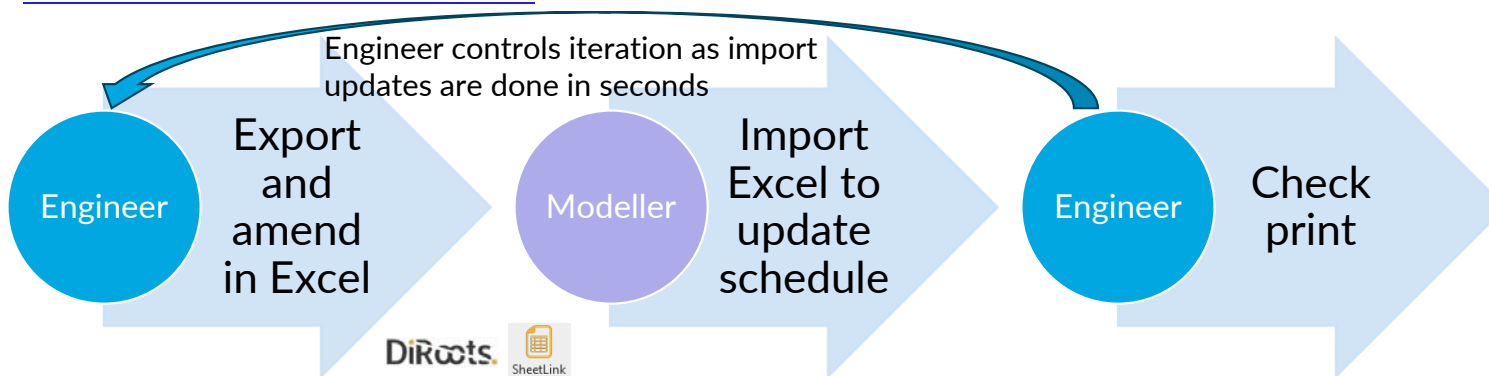 Engineer controls iteration as import
updates are done in seconds
Engineer
Export
and
amend
in Excel
Modeller
Import
Excel to
update
schedule
Engineer
Check
print
DiRoots.
SheetLink